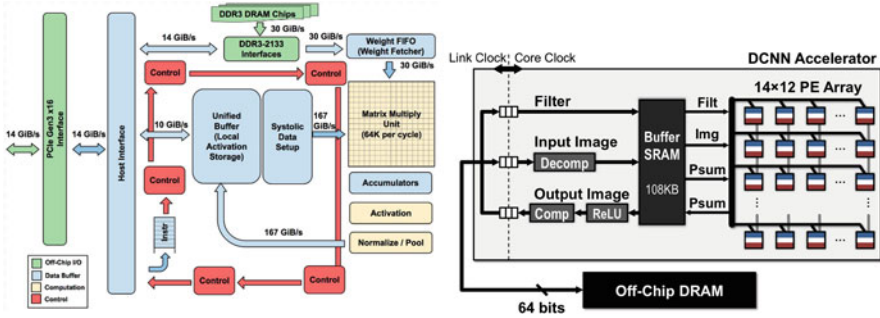 DDR3 DRAM Chips
30 GiB/s
14 GiB/s
DDR3-2133
Interfaces
30 GiB/s
Weight FIFO
(Weight Fetcher)
Control
Control
30 GiB/s
14 GiB/s
PCIe Gen3 x16
Interface
14 GiB/s
Host Interface
10 GiB/s
Unified
Buffer
(Local
Activation
Storage)
Systolic
Data
Setup
167
GiB/s
Matrix Multiply
Unit
(64K per cycle)
Control
Accumulators
Activation
Instr
167 GiB/s
Normalize / Pool
Control
Control
Off-Chip I/O
Data Buffer
Computation
Control
Link Clock
Core Clock
DCNN Accelerator
14×12 PE Array
Filter
Filt
Input Image
Decomp
Buffer
SRAM
108KB
Img
Psum
Output Image
Comp
ReLU
Psum
64 bits
Off-Chip DRAM